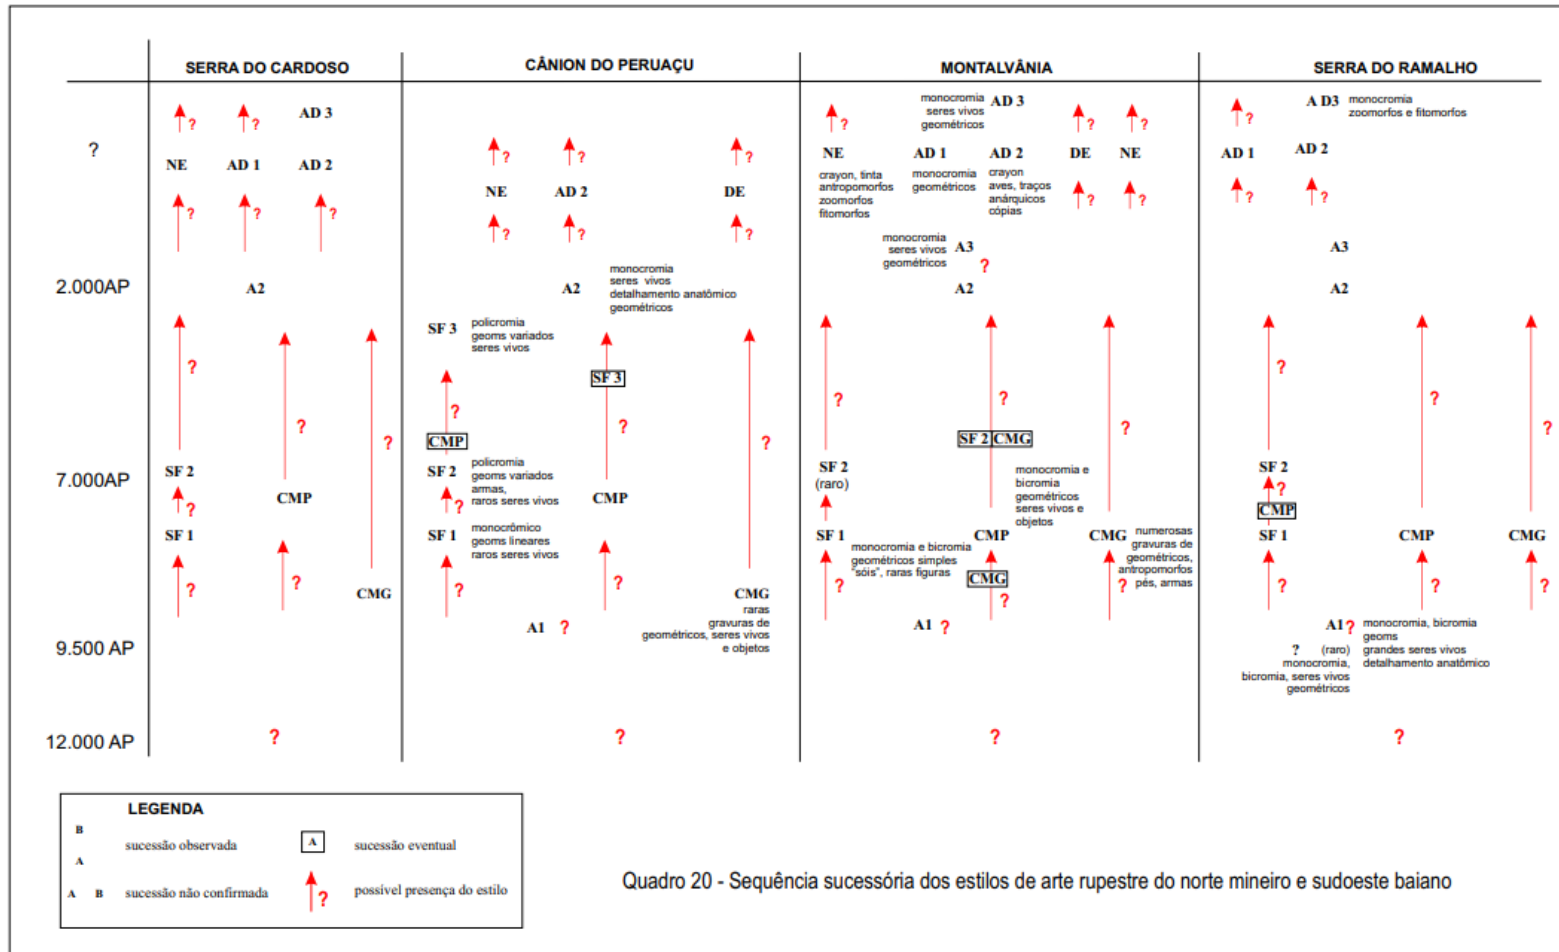 SERRA DO CARDOSO
CÂNION DO PERUAÇU
MONTALVÂNIA
SERRA DO RAMALHO
?
2.000AP
7.000AP
9.500 AP
12.000 AP
? ? AD 3
NE AD 1 AD 2
? ? ?
A2
?
?
?
SF 2
?
CMP
SF 1
? ?
CMG
?
? ? ?
NE AD 2 DE
? ? ?
A2
monocromia
seres vivos
detalhamento anatômico
geométricos
SF 3
policromia
geoms variados
seres vivos
SF 3
? ? ?
CMP
SF 2
policromia
geoms variados
armas,
raros seres vivos
?
CMP
SF 1
monocrômico
geoms lineares
raros seres vivos
? ?
CMG
raras
gravuras de
geométricos, seres vivos
e objetos
A1 ?
?
monocromia
seres vivos
geométricos
AD 3
? ? ?
NE AD 1 AD 2 DE NE
crayon, tinta
antropomorfos
zoomorfos
fitomorfos
monocromia
geométricos
crayon
aves, traços
anárquicos
cópias
? ?
monocromia
seres vivos
geométricos
A3
?
A2
? ? ?
SF 2 CMG
SF 2
(raro)
monocromia e
bicromia
geométricos
seres vivos e
objetos
SF 1 CMP CMG
monocromia e bicromia
geométricos simples
"sóis", raras figuras
numerosas
gravuras de
geométricos,
antropomorfos
pés, armas
CMG
? ? ?
A1 ?
?
?
A D3
monocromia
zoomorfos e fitomorfos
AD 1 AD 2
? ?
A3
A2
? ? ?
SF 2
?
CMP
SF 1 CMP CMG
? ? ?
A1?
monocromia, bicromia
geoms
grandes seres vivos
detalhamento anatômico
? (raro)
monocromia,
bicromia, seres vivos
geométricos
?
LEGENDA
B
A
sucessão observada
A
sucessão eventual
A B
sucessão não confirmada
?
possível presença do estilo
Quadro 20 - Sequência sucessória dos estilos de arte rupestre do norte mineiro e sudoeste baiano